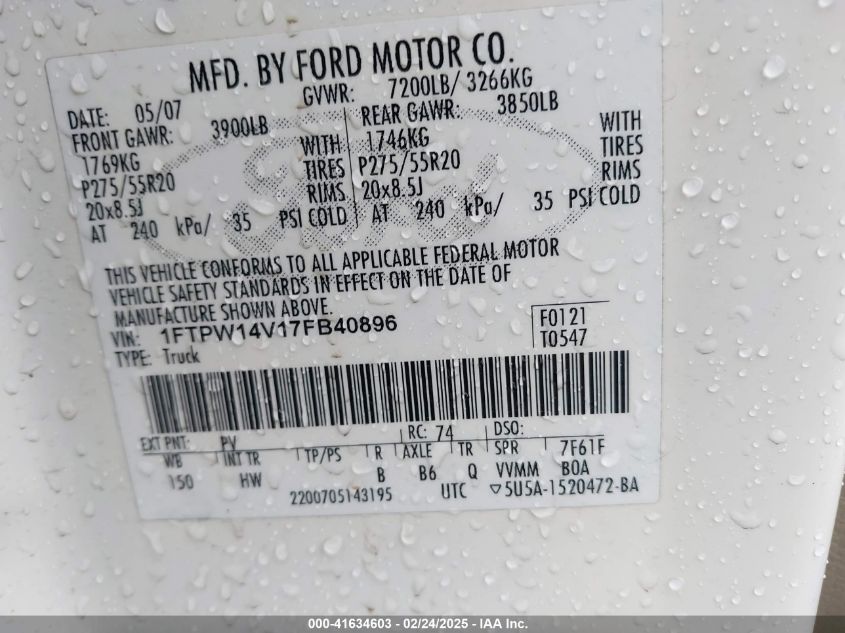 MFD. BY FORD MOTOR CO.
DATE: 05/07 GVWR: 7200LB/ 3266KG
FRONT GAWR: 3900LB REAR GAWR: 3850LB
1769KG WITH 1746KG WITH
P275/55R20 TIRES P275/55R20 TIRES
20x8.5J RIMS 20x8.5J RIMS
AT 240 kPa/ 35 PSI COLD AT 240 kPa/ 35 PSI COLD
THIS VEHICLE CONFORMS TO ALL APPLICABLE FEDERAL MOTOR
VEHICLE SAFETY STANDARDS IN EFFECT ON THE DATE OF
MANUFACTURE SHOWN ABOVE.
VIN: 1FTPW14V17FB40896 F0121
TYPE: Truck T0547
EXT PNT: PV RC: 74 DSO:
WB INT TR TP/PS R AXLE TR SPR 7F61F
150 HW B B6 Q VVMM BOA
2200705143195 UTC ▽5U5A-1520472-BA
Ford
000-41634603 - 02/24/2025 - IAA Inc.